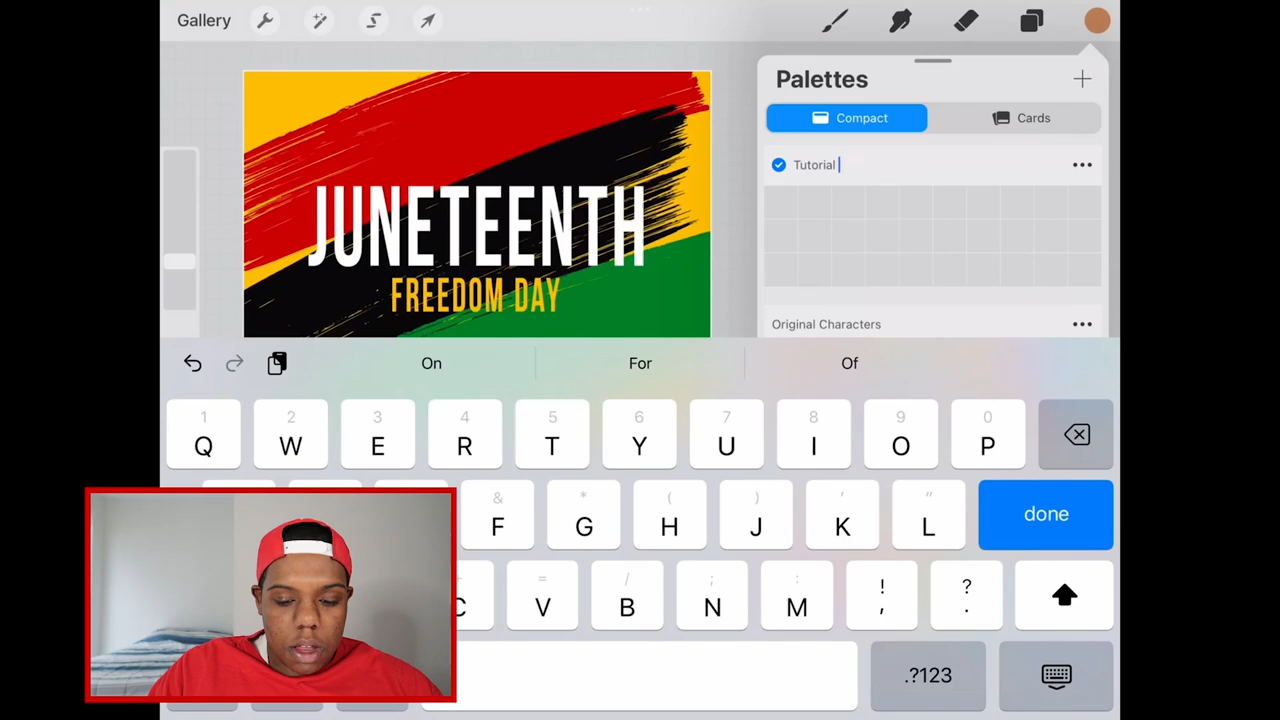 Gallery
Palettes
Compact
Cards
Tutorial
Original Characters
JUNETEENTH
FREEDOM DAY
On For Of
1 2 3 4 5 6 7 8 9 0
Q W E R T Y U I O P
& * ( ) ' "
F G H J K L done
= / ; : ! ?
C V B N M , .
.?123